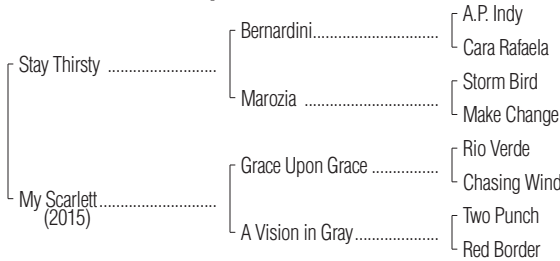 A.P. Indy
Bernardini
Cara Rafaela
Stay Thirsty
Storm Bird
Marozia
Make Change
Rio Verde
Grace Upon Grace
Chasing Wind
My Scarlett
(2015)
Two Punch
A Vision in Gray
Red Border